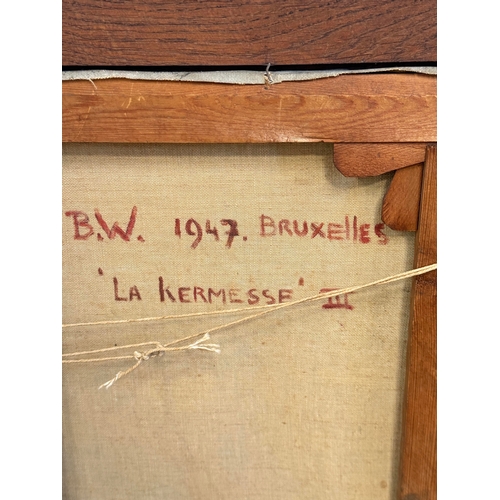 B.W. 1947. BRUXELLES
'LA KERMESSE' III